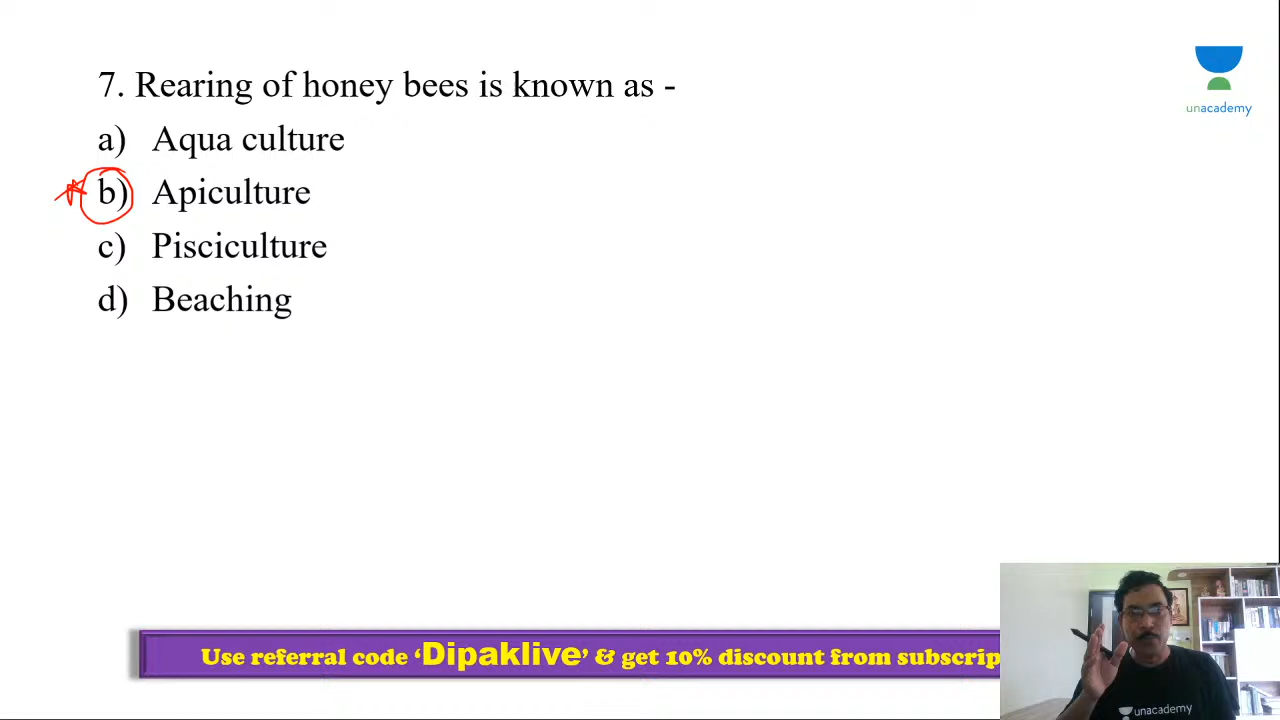 7. Rearing of honey bees is known as -
a) Aqua culture
b) Apiculture
c) Pisciculture
d) Beaching
unacademy
Use referral code ‘Dipaklive’ & get 10% discount from subscrip
unacademy